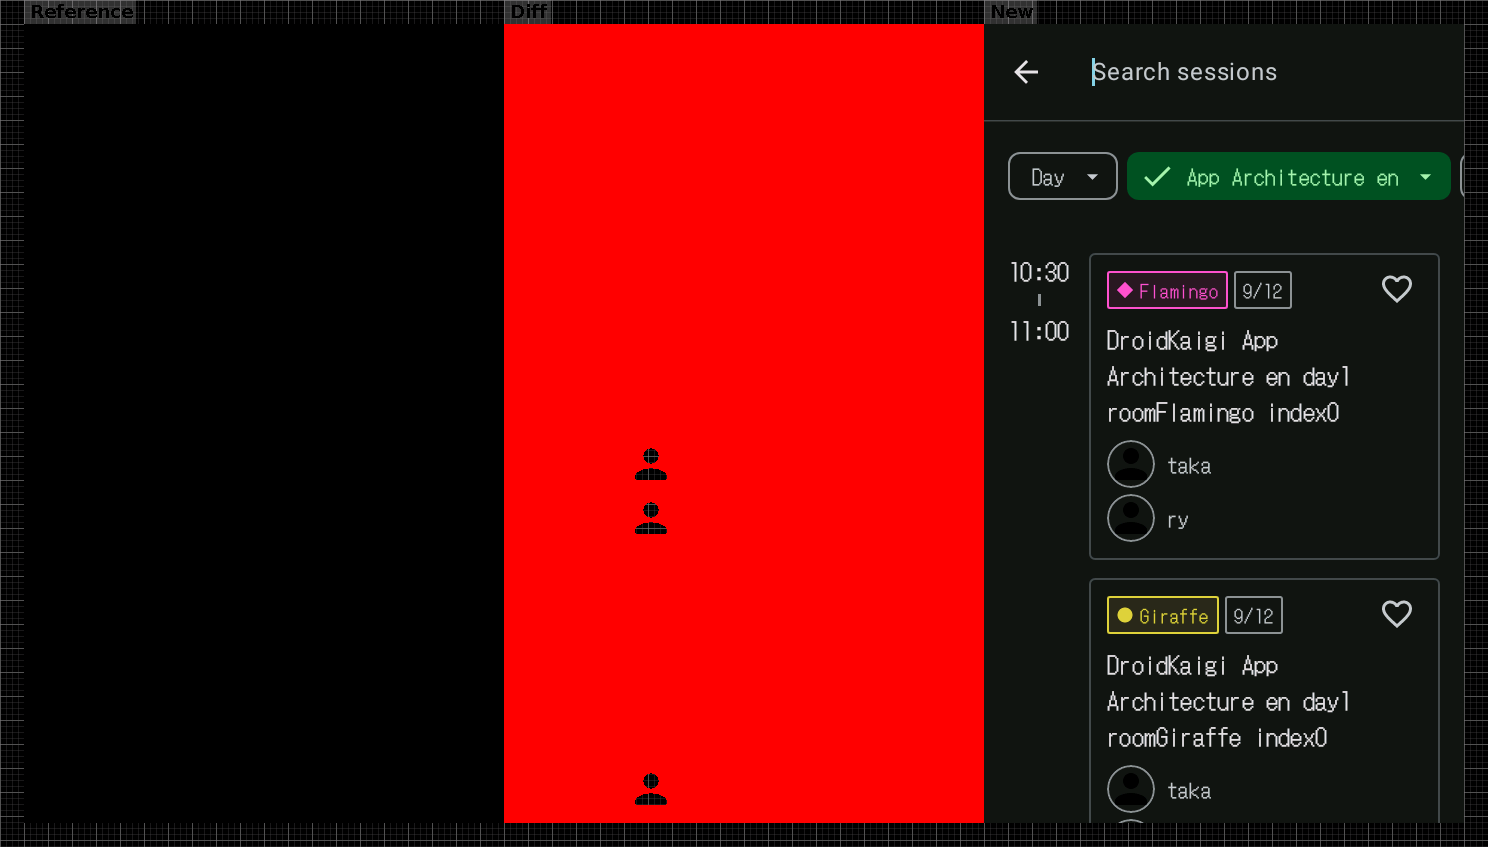 Reference
Diff
New
Search sessions
Day
App Architecture en
10:30
11:00
Flamingo
9/12
DroidKaigi App
Architecture en day1
roomFlamingo index0
taka
ry
Giraffe
9/12
DroidKaigi App
Architecture en day1
roomGiraffe index0
taka